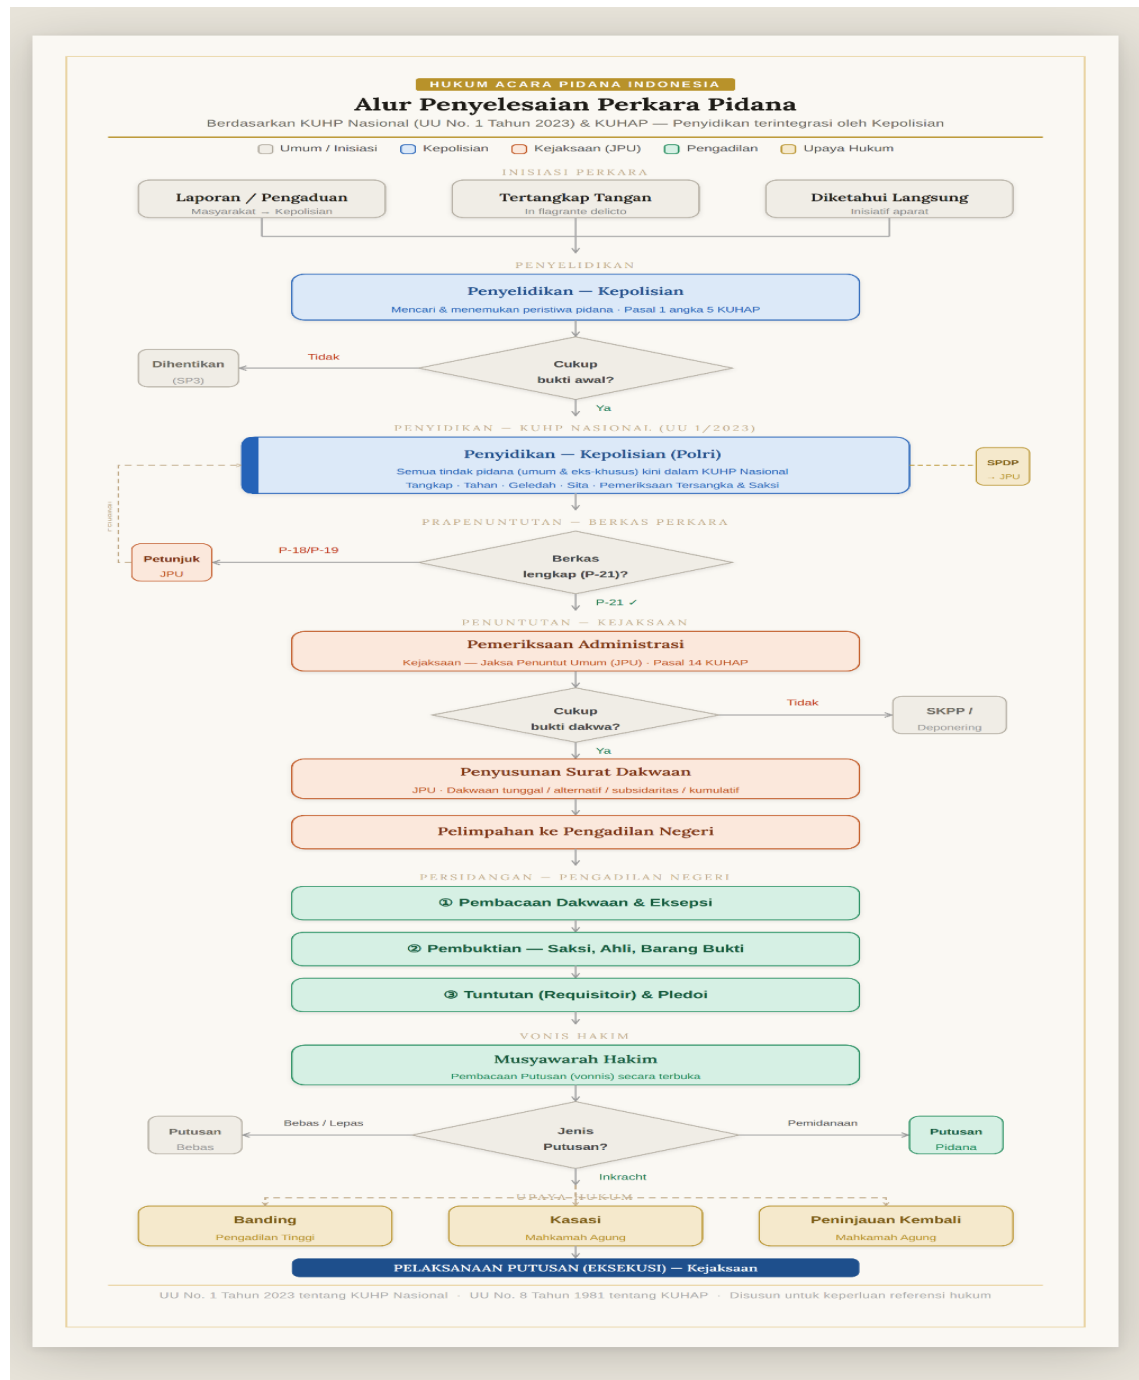 HUKUM ACARA PIDANA INDONESIA
Alur Penyelesaian Perkara Pidana
Berdasarkan KUHP Nasional (UU No. 1 Tahun 2023) & KUHAP — Penyidikan terintegrasi oleh Kepolisian
Umum / Inisiasi
Kepolisian
Kejaksaan (JPU)
Pengadilan
Upaya Hukum
INISIASI PERKARA
Laporan / Pengaduan
Masyarakat → Kepolisian
Tertangkap Tangan
In flagrante delicto
Diketahui Langsung
Inisiatif aparat
PENYELIDIKAN
Penyelidikan — Kepolisian
Mencari & menemukan peristiwa pidana · Pasal 1 angka 5 KUHAP
Cukup
bukti awal?
Tidak
Dihentikan
(SP3)
Ya
PENYIDIKAN — KUHP NASIONAL (UU 1/2023)
Penyidikan — Kepolisian (Polri)
Semua tindak pidana (umum & eks-khusus) kini dalam KUHP Nasional
Tangkap · Tahan · Geledah · Sita · Pemeriksaan Tersangka & Saksi
SPDP
→ JPU
PRAPENUNTUTAN — BERKAS PERKARA
Berkas
lengkap (P-21)?
P-18/P-19
Petunjuk
JPU
P-21 ✓
PENUNTUTAN — KEJAKSAAN
Pemeriksaan Administrasi
Kejaksaan — Jaksa Penuntut Umum (JPU) · Pasal 14 KUHAP
Cukup
bukti dakwa?
Tidak
SKPP /
Deponering
Ya
Penyusunan Surat Dakwaan
JPU · Dakwaan tunggal / alternatif / subsidaritas / kumulatif
Pelimpahan ke Pengadilan Negeri
PERSIDANGAN — PENGADILAN NEGERI
① Pembacaan Dakwaan & Eksepsi
② Pembuktian — Saksi, Ahli, Barang Bukti
③ Tuntutan (Requisitoir) & Pledoi
VONIS HAKIM
Musyawarah Hakim
Pembacaan Putusan (vonnis) secara terbuka
Jenis
Putusan?
Bebas / Lepas
Putusan
Bebas
Pemidanaan
Putusan
Pidana
Inkracht
UPAYA HUKUM
Banding
Pengadilan Tinggi
Kasasi
Mahkamah Agung
Peninjauan Kembali
Mahkamah Agung
PELAKSANAAN PUTUSAN (EKSEKUSI) — Kejaksaan
UU No. 1 Tahun 2023 tentang KUHP Nasional · UU No. 8 Tahun 1981 tentang KUHAP · Disusun untuk keperluan referensi hukum